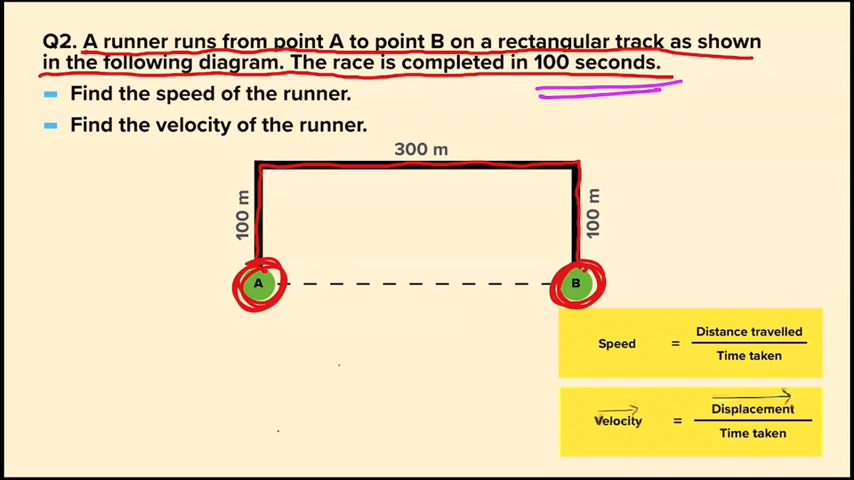 Q2. A runner runs from point A to point B on a rectangular track as shown
in the following diagram. The race is completed in 100 seconds.
Find the speed of the runner.
Find the velocity of the runner.
300 m
100 m
100 m
A
B
Speed = Distance travelled
Time taken
Velocity = Displacement
Time taken